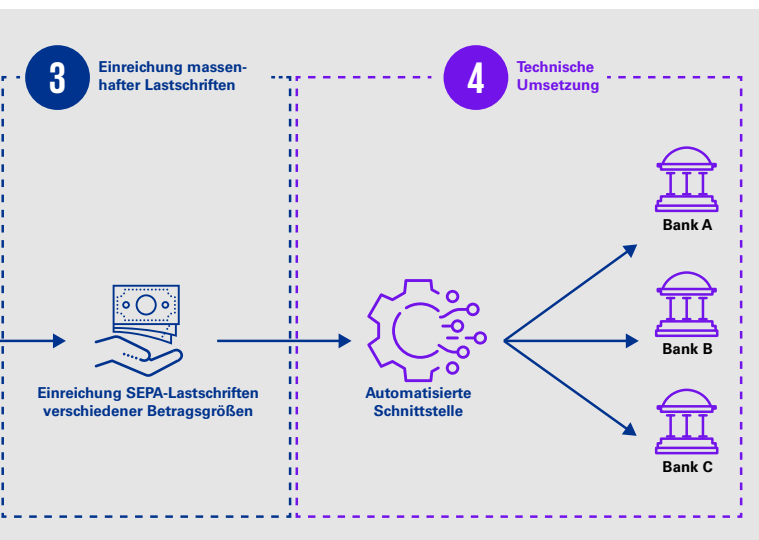 3
Einreichung massen-
hafter Lastschriften
Einreichung SEPA-Lastschriften
verschiedener Betragsgrößen
4
Technische
Umsetzung
Automatisierte
Schnittstelle
Bank A
Bank B
Bank C